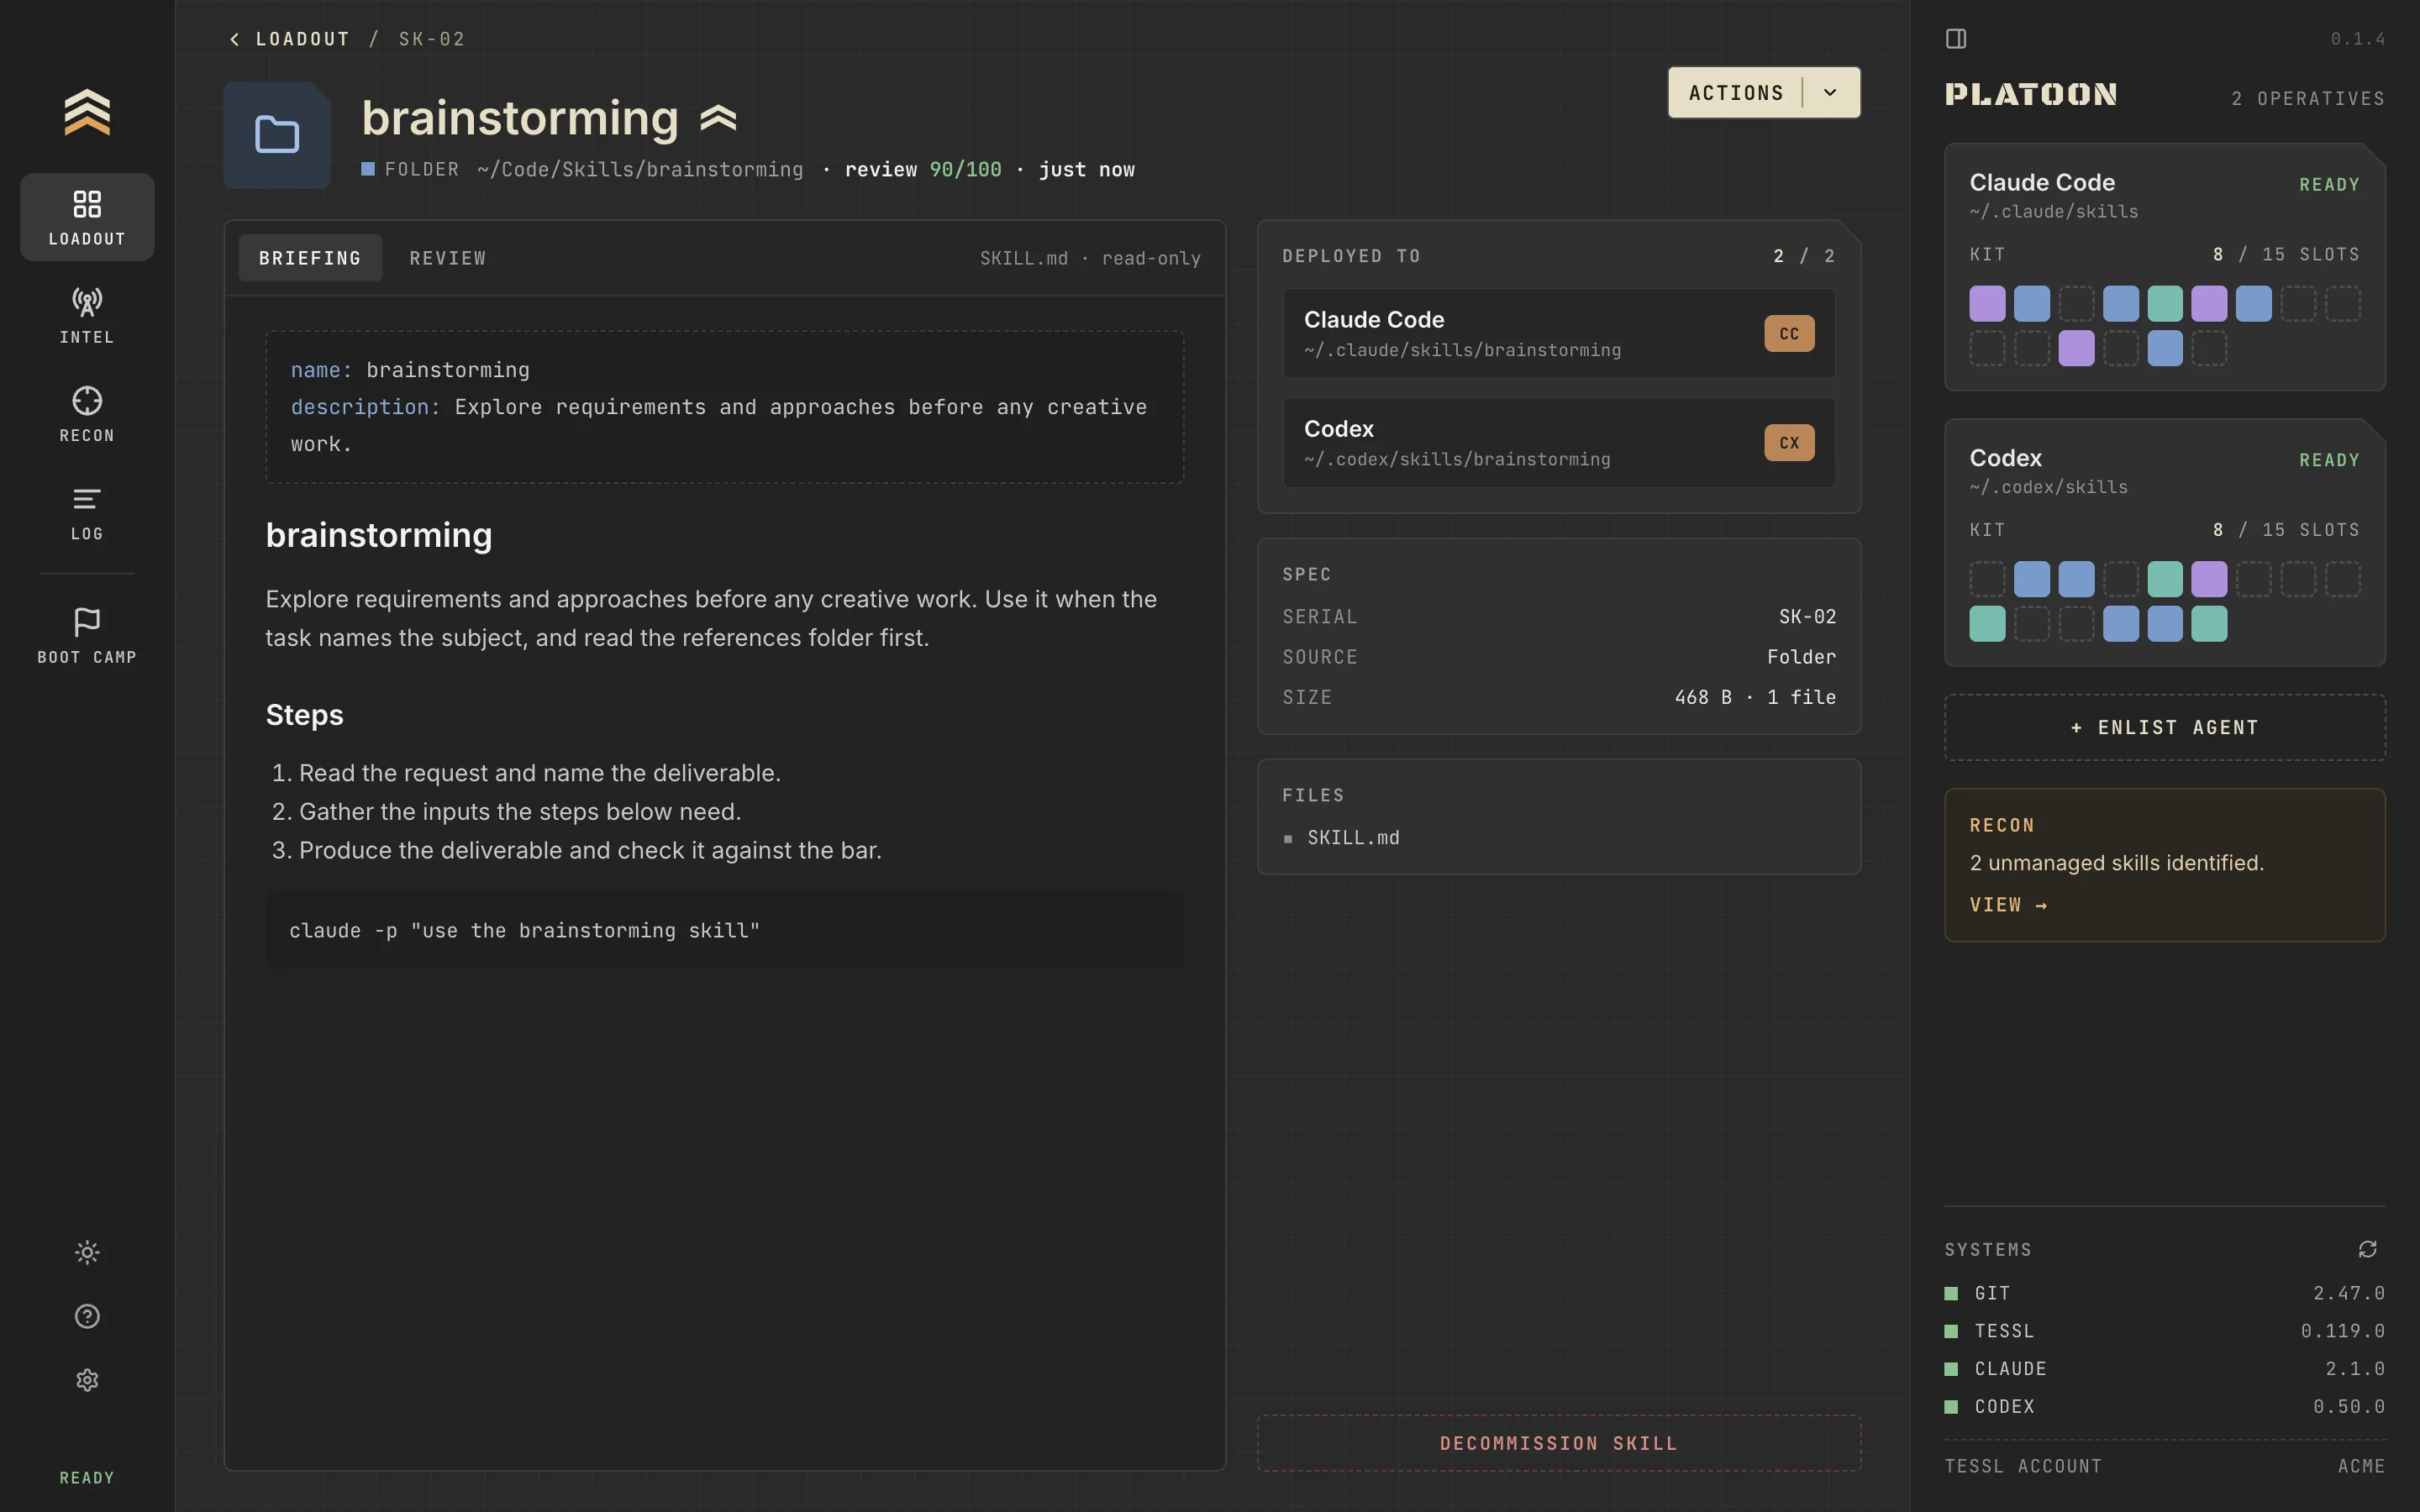 LOADOUT / SK-02
brainstorming
FOLDER ~/Code/Skills/brainstorming · review 90/100 · just now
ACTIONS
LOADOUT
INTEL
RECON
LOG
BOOT CAMP
READY
BRIEFING
REVIEW
SKILL.md · read-only
name: brainstorming
description: Explore requirements and approaches before any creative
work.
brainstorming
Explore requirements and approaches before any creative work. Use it when the
task names the subject, and read the references folder first.
Steps
1. Read the request and name the deliverable.
2. Gather the inputs the steps below need.
3. Produce the deliverable and check it against the bar.
claude -p "use the brainstorming skill"
DEPLOYED TO 2 / 2
Claude Code
~/.claude/skills/brainstorming
CC
Codex
~/.codex/skills/brainstorming
CX
SPEC
SERIAL SK-02
SOURCE Folder
SIZE 468 B · 1 file
FILES
SKILL.md
DECOMMISSION SKILL
0.1.4
PLATOON 2 OPERATIVES
Claude Code READY
~/.claude/skills
KIT 8 / 15 SLOTS
Codex READY
~/.codex/skills
KIT 8 / 15 SLOTS
+ ENLIST AGENT
RECON
2 unmanaged skills identified.
VIEW →
SYSTEMS
GIT 2.47.0
TESSL 0.119.0
CLAUDE 2.1.0
CODEX 0.50.0
TESSL ACCOUNT ACME